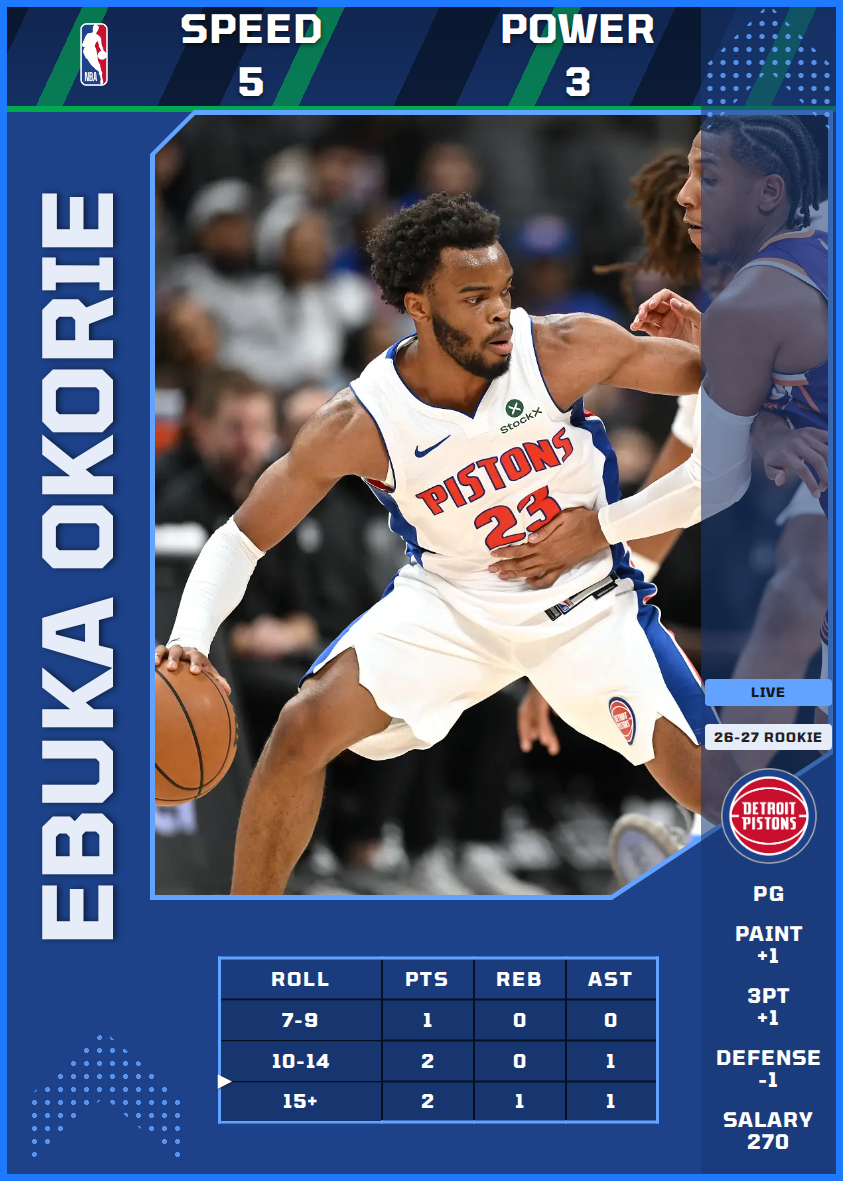 SPEED
5
POWER
3
NBA
EBUKA OKORIE
StockX
PISTONS
23
LIVE
26-27 ROOKIE
DETROIT
PISTONS
PG
PAINT
+1
3PT
+1
DEFENSE
-1
SALARY
270
ROLL PTS REB AST
7-9 1 0 0
10-14 2 0 1
15+ 2 1 1